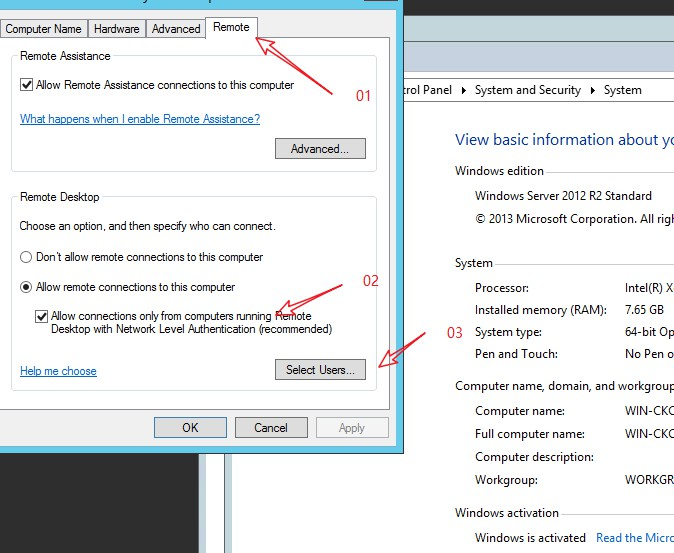 Computer Name
Hardware
Advanced
Remote
Remote Assistance
Allow Remote Assistance connections to this computer
01
What happens when I enable Remote Assistance?
Advanced...
Remote Desktop
Choose an option, and then specify who can connect.
Don't allow remote connections to this computer
Allow remote connections to this computer
02
Allow connections only from computers running Remote
Desktop with Network Level Authentication (recommended)
03
Help me choose
Select Users...
OK
Cancel
Apply
Panel
System and Security
System
View basic information about
Windows edition
Windows Server 2012 R2 Standard
© 2013 Microsoft Corporation. All
System
Processor:
Intel(R)
Installed memory (RAM):
7.65 GB
System type:
64-bit
Pen and Touch:
No Pen
Computer name, domain, and
Computer name:
WIN-CKC
Full computer name:
WIN-CKC
Computer description:
Workgroup:
WORKGR
Windows activation
Windows is activated
Read the Micros